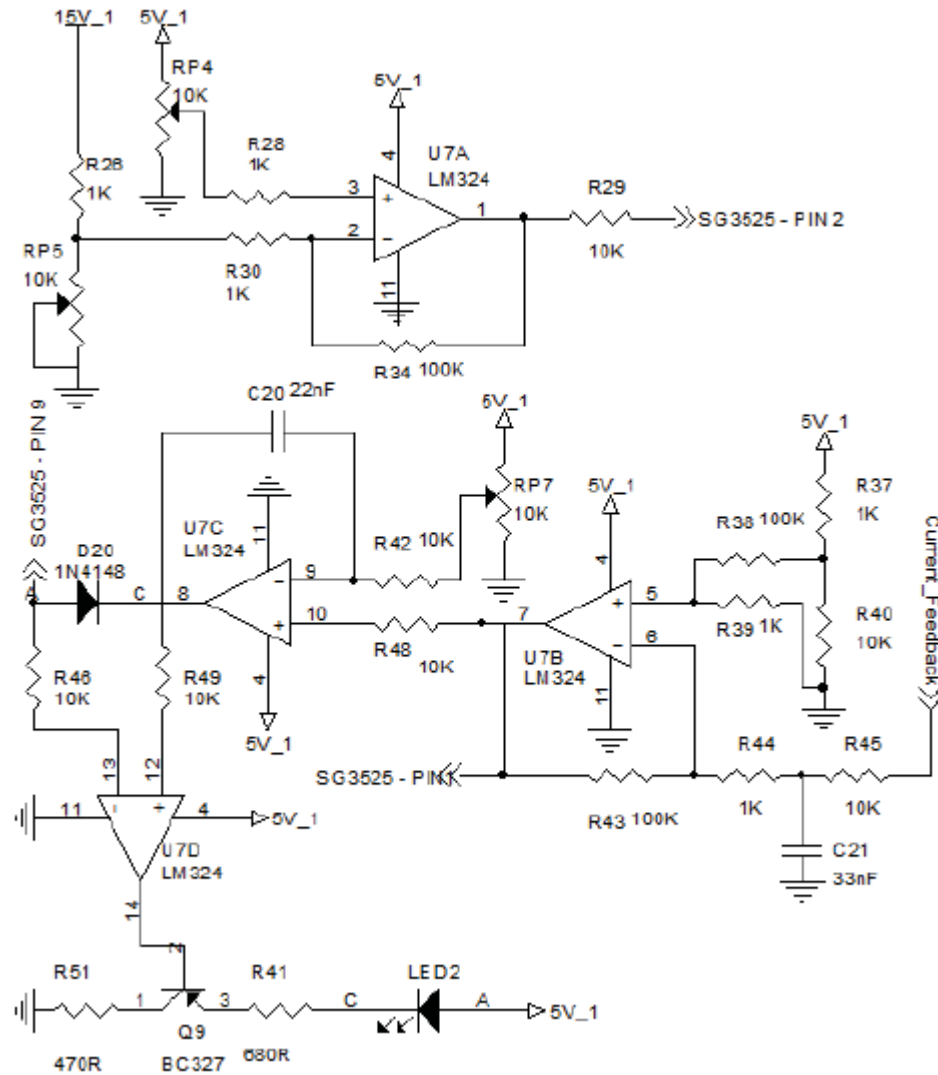 15V_1
5V_1
RP4
10K
5V_1
R28
1K
R28
1K
4
U7A
LM324
3
+
2
-
1
11
R29
10K
SG3525 - PIN 2
RP5
10K
R30
1K
R34 100K
C20 22nF
SG3525 - PIN 9
5V_1
RP7
10K
5V_1
5V_1
R37
1K
R38 100K
Current_Feedback
U7C
LM324
11
R42 10K
D20
1N4148
A
C
8
-
9
+
10
4
5V_1
R48
10K
7
U7B
LM324
4
+
5
-
6
11
R39 1K
R40
10K
R46
10K
R49
10K
SG3525 - PIN 1
R43 100K
R44
1K
R45
10K
C21
33nF
13
12
11
-
+
4
5V_1
U7D
LM324
14
2
R51
470R
1
Q9
BC327
3
R41
680R
C
LED2
A
5V_1